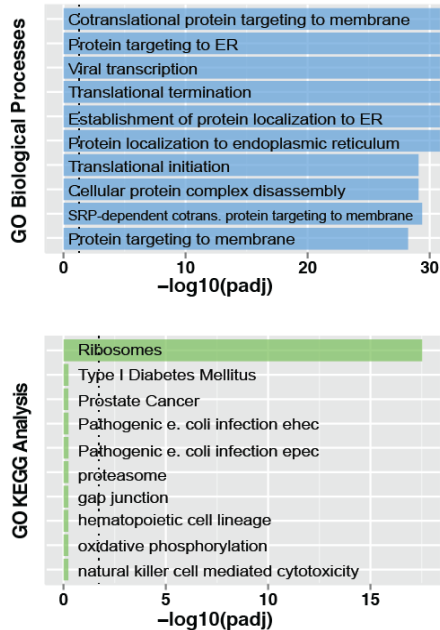 GO Biological Processes
Cotranslational protein targeting to membrane
Protein targeting to ER
Viral transcription
Translational termination
Establishment of protein localization to ER
Protein localization to endoplasmic reticulum
Translational initiation
Cellular protein complex disassembly
SRP-dependent cotrans. protein targeting to membrane
Protein targeting to membrane
0 10 20 30
−log10(padj)
GO KEGG Analysis
Ribosomes
Type I Diabetes Mellitus
Prostate Cancer
Pathogenic e. coli infection ehec
Pathogenic e. coli infection epec
proteasome
gap junction
hematopoietic cell lineage
oxidative phosphorylation
natural killer cell mediated cytotoxicity
0 5 10 15
−log10(padj)